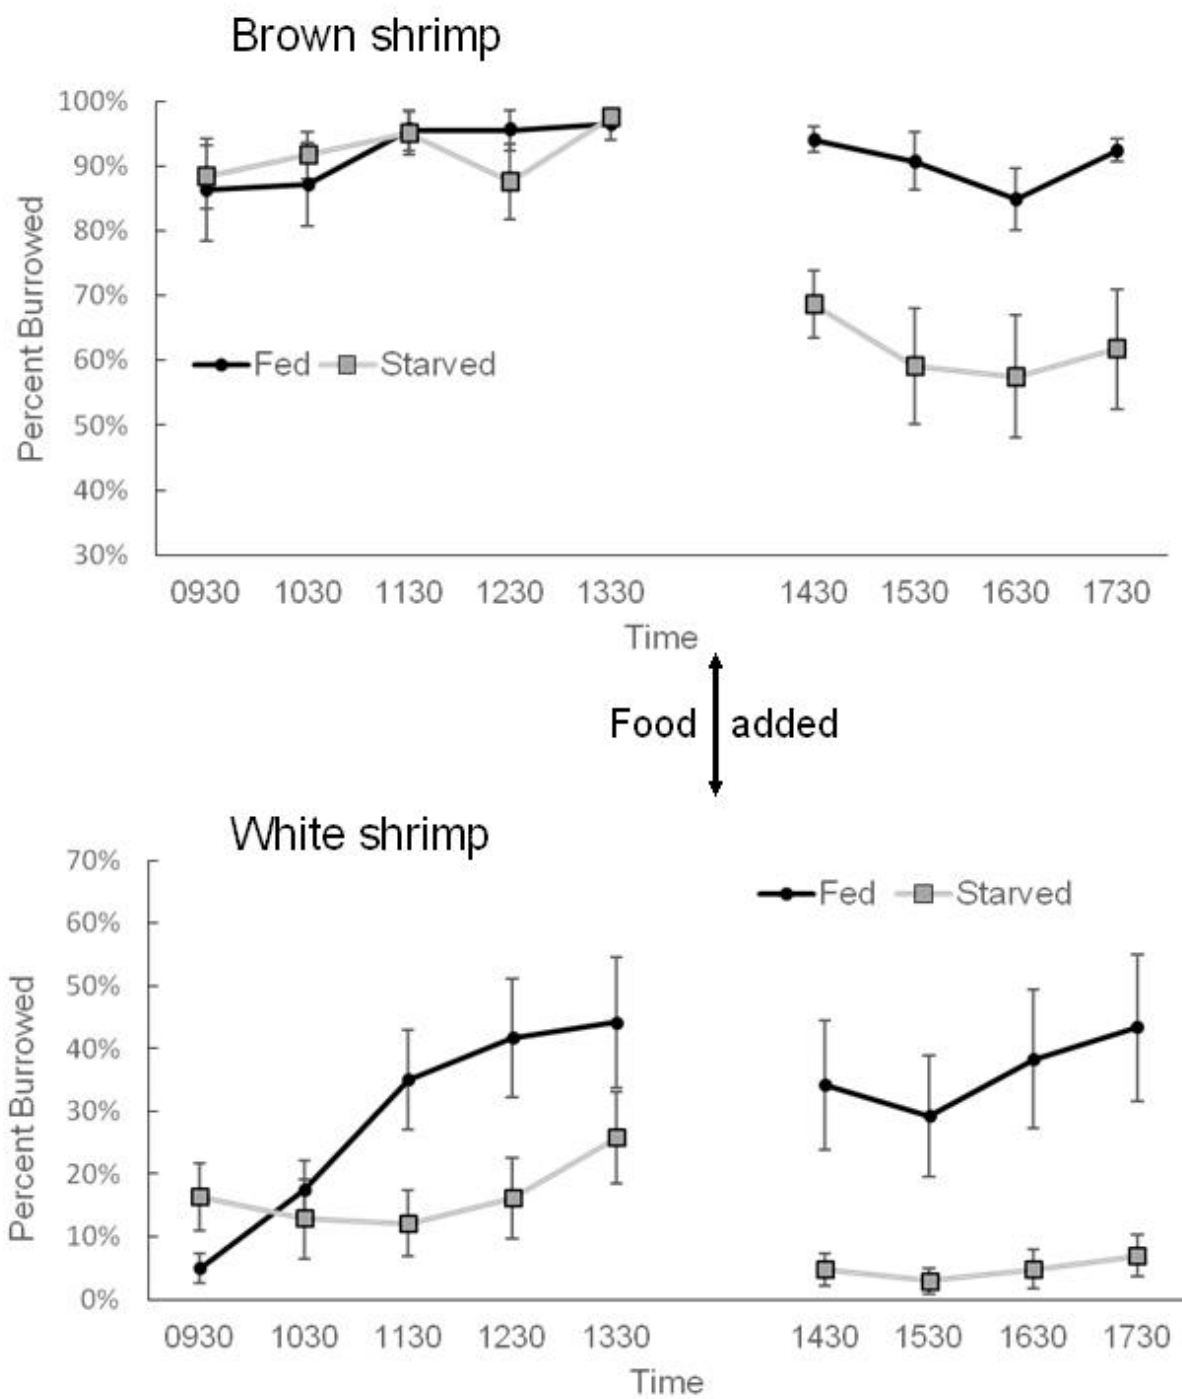 Brown shrimp
100%
90%
80%
70%
60%
50%
40%
30%
Percent Burrowed
Fed Starved
0930 1030 1130 1230 1330 1430 1530 1630 1730
Time
Food added
White shrimp
70%
60%
50%
40%
30%
20%
10%
0%
Percent Burrowed
Fed Starved
0930 1030 1130 1230 1330 1430 1530 1630 1730
Time